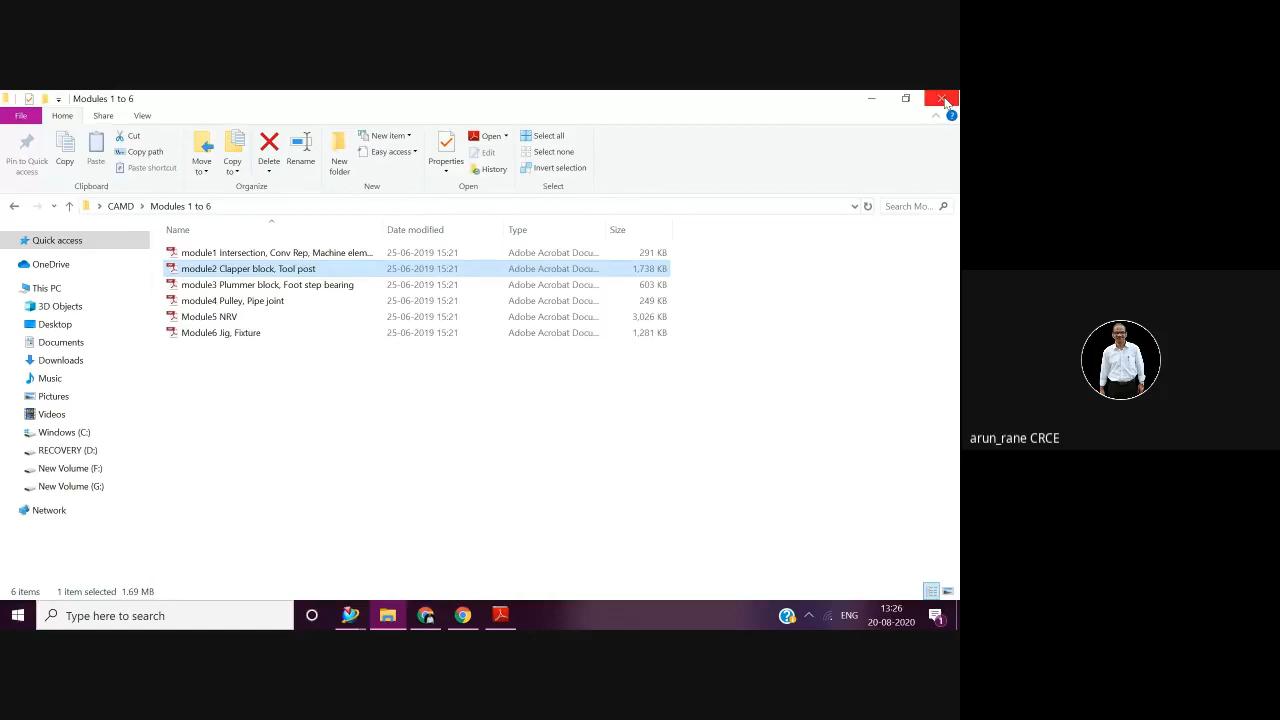 Modules 1 to 6
File Home Share View
Pin to Quick access
Copy
Paste
Cut
Copy path
Paste shortcut
Clipboard
Move to
Copy to
Delete
Rename
Organize
New folder
New item
Easy access
New
Properties
Open
Edit
History
Open
Select all
Select none
Invert selection
Select
CAMD > Modules 1 to 6
Search Mo...
Name Date modified Type Size
module1 Intersection, Conv Rep, Machine elem... 25-06-2019 15:21 Adobe Acrobat Docu... 291 KB
module2 Clapper block, Tool post 25-06-2019 15:21 Adobe Acrobat Docu... 1,738 KB
module3 Plummer block, Foot step bearing 25-06-2019 15:21 Adobe Acrobat Docu... 603 KB
module4 Pulley, Pipe joint 25-06-2019 15:21 Adobe Acrobat Docu... 249 KB
Module5 NRV 25-06-2019 15:21 Adobe Acrobat Docu... 3,026 KB
Module6 Jig, Fixture 25-06-2019 15:21 Adobe Acrobat Docu... 1,281 KB
Quick access
OneDrive
This PC
3D Objects
Desktop
Documents
Downloads
Music
Pictures
Videos
Windows (C:)
RECOVERY (D:)
New Volume (F:)
New Volume (G:)
Network
6 items 1 item selected 1.69 MB
Type here to search
ENG
13:26
20-08-2020
1
arun_rane CRCE